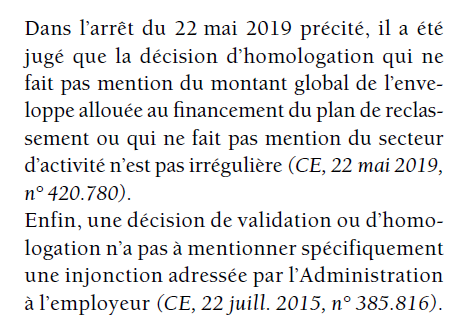 Dans l’arrêt du 22 mai 2019 précité, il a été
jugé que la décision d’homologation qui ne
fait pas mention du montant global de l’enve-
loppe allouée au financement du plan de reclas-
sement ou qui ne fait pas mention du secteur
d’activité n’est pas irrégulière (CE, 22 mai 2019,
n° 420.780).
Enfin, une décision de validation ou d’homo-
logation n’a pas à mentionner spécifiquement
une injonction adressée par l’Administration
à l’employeur (CE, 22 juill. 2015, n° 385.816).